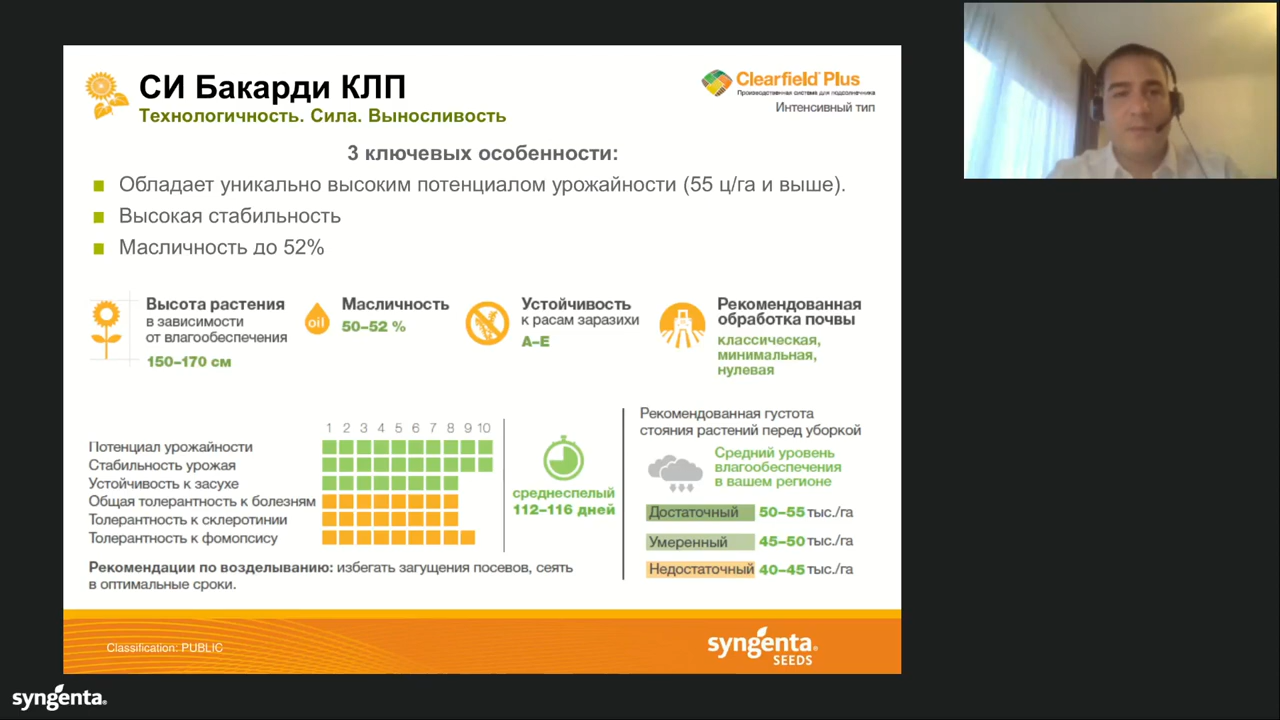 СИ Бакарди КЛП
Технологичность. Сила. Выносливость
Clearfield® Plus
Производственная система для подсолнечника
Интенсивный тип
3 ключевых особенности:
Обладает уникально высоким потенциалом урожайности (55 ц/га и выше).
Высокая стабильность
Масличность до 52%
Высота растения
в зависимости
от влагообеспечения
150–170 см
oil
Масличность
50–52 %
Устойчивость
к расам заразихи
A–E
Рекомендованная
обработка почвы
классическая,
минимальная,
нулевая
1 2 3 4 5 6 7 8 9 10
Потенциал урожайности
Стабильность урожая
Устойчивость к засухе
Общая толерантность к болезням
Толерантность к склеротинии
Толерантность к фомопсису
среднеспелый
112–116 дней
Рекомендованная густота
стояния растений перед уборкой
Средний уровень
влагообеспечения
в вашем регионе
Достаточный 50–55 тыс./га
Умеренный 45–50 тыс./га
Недостаточный 40–45 тыс./га
Рекомендации по возделыванию: избегать загущения посевов, сеять
в оптимальные сроки.
Classification: PUBLIC
syngenta®
SEEDS
syngenta®